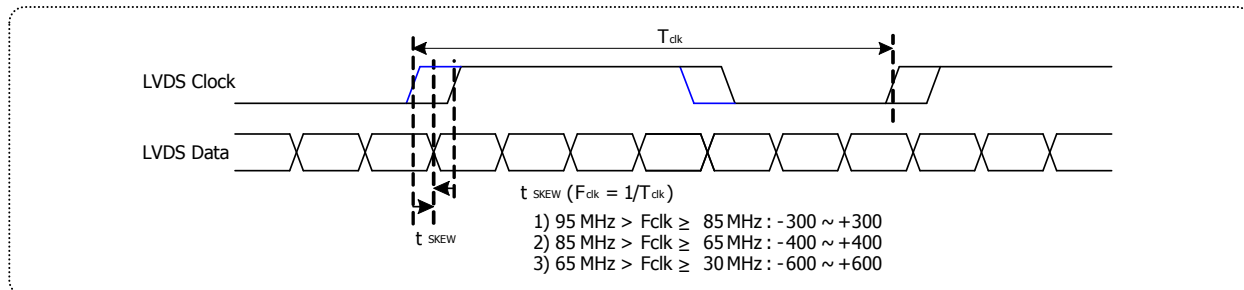 Tclk
LVDS Clock
LVDS Data
t SKEW (Fclk = 1/Tclk)
1) 95 MHz > Fclk ≥ 85 MHz : -300 ~ +300
t SKEW
2) 85 MHz > Fclk ≥ 65 MHz : -400 ~ +400
3) 65 MHz > Fclk ≥ 30 MHz : -600 ~ +600